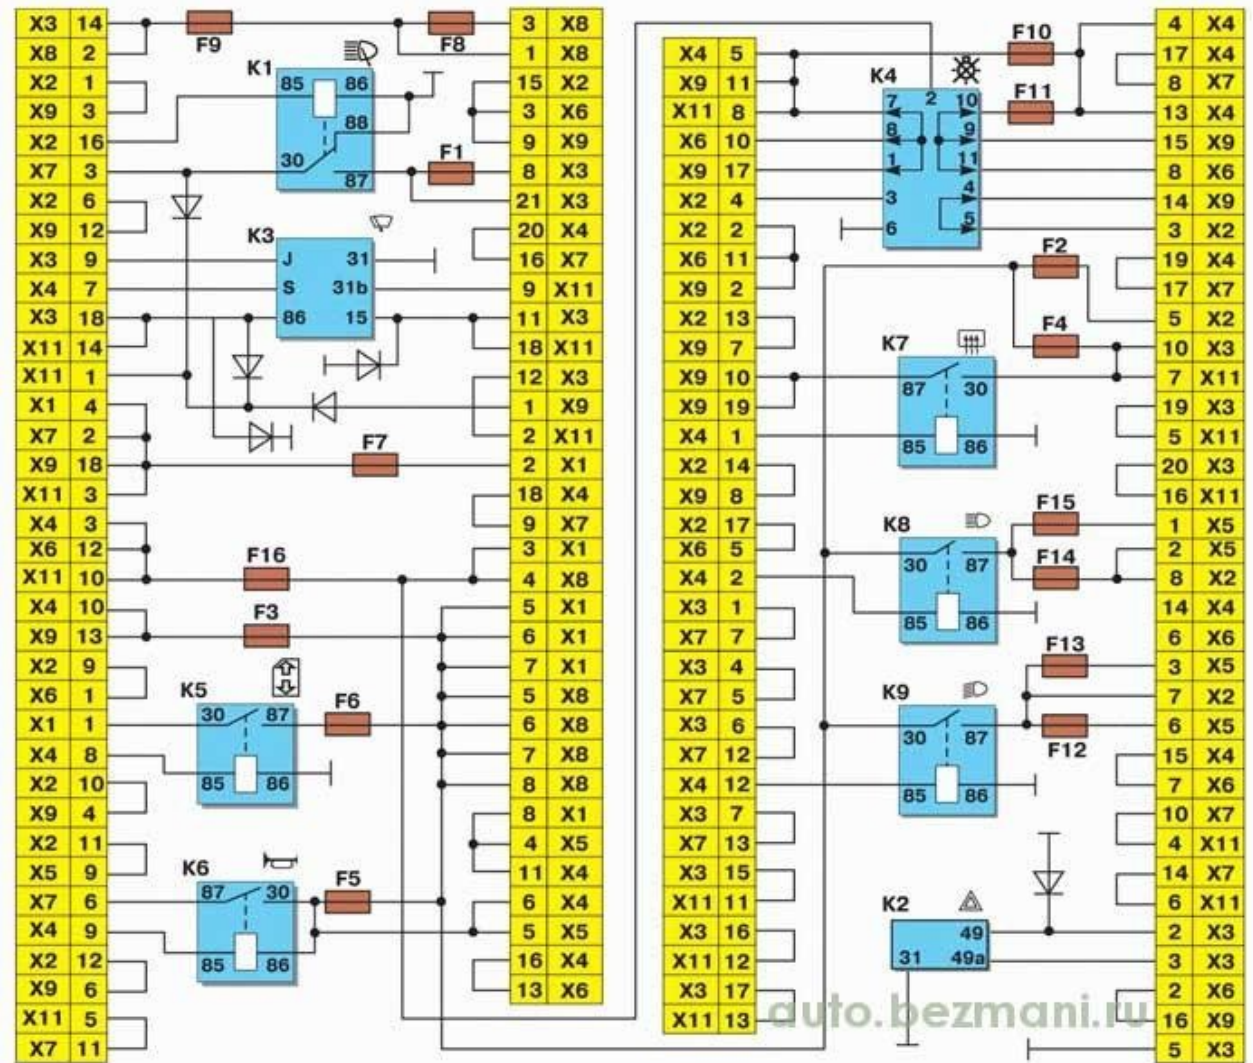 X3 14
X8 2
X2 1
X9 3
X2 16
X7 3
X2 6
X9 12
X3 9
X4 7
X3 18
X11 14
X11 1
X1 4
X7 2
X9 18
X11 3
X4 3
X6 12
X11 10
X4 10
X9 13
X2 9
X6 1
X1 1
X4 8
X2 10
X9 4
X2 11
X5 9
X7 6
X4 9
X2 12
X9 6
X11 5
X7 11
F9
F8
K1
85 86
88
30
87
F1
K3
J 31
S 31b
86 15
F7
F16
F3
K5
30 87
85 86
F6
K6
87 30
85 86
F5
3 X8
1 X8
15 X2
3 X6
9 X9
8 X3
21 X3
20 X4
16 X7
9 X11
11 X3
18 X11
12 X3
1 X9
2 X11
2 X1
18 X4
9 X7
3 X1
4 X8
5 X1
6 X1
7 X1
5 X8
6 X8
7 X8
8 X8
8 X1
4 X5
11 X4
6 X4
5 X5
16 X4
13 X6
X4 5
X9 11
X11 8
X6 10
X9 17
X2 4
X2 2
X6 11
X9 2
X2 13
X9 7
X9 10
X9 19
X4 1
X2 14
X9 8
X2 17
X6 5
X4 2
X3 1
X7 7
X3 4
X7 5
X3 6
X7 12
X4 12
X3 7
X7 13
X3 15
X11 11
X3 16
X11 12
X3 17
X11 13
F10
K4
7 2 10
8 9
1 11
3 4
6 5
F11
F2
F4
K7
87 30
85 86
F15
K8
30 87
F14
85 86
F13
K9
30 87
F12
85 86
K2
49
31 49a
4 X4
17 X4
8 X7
13 X4
15 X9
8 X6
14 X9
3 X2
19 X4
17 X7
5 X2
10 X3
7 X11
19 X3
5 X11
20 X3
16 X11
1 X5
2 X5
8 X2
14 X4
6 X6
3 X5
7 X2
6 X5
15 X4
7 X6
10 X7
4 X11
14 X7
6 X11
2 X3
3 X3
2 X6
16 X9
5 X3
auto.bezmani.ru